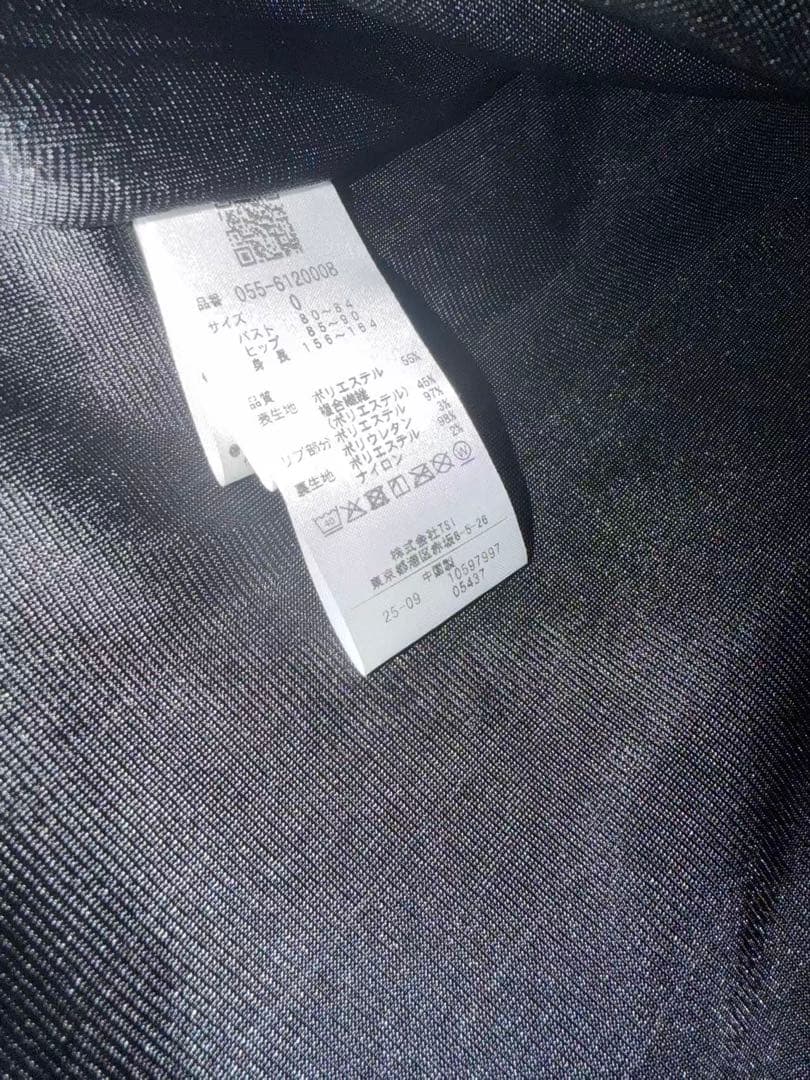 品番 055-6120008
サイズ 0
バスト 80~84
ヒップ 85~90
身長 156~164
品質
表生地 ポリエステル 55%
複合繊維
(ポリエステル) 45%
リブ部分 ポリエステル 97%
ポリウレタン 3%
裏生地 ポリエステル 98%
ナイロン 2%
40
W
株式会社TSI
東京都港区赤坂8-5-26
中国製
25-09 10597997
05437